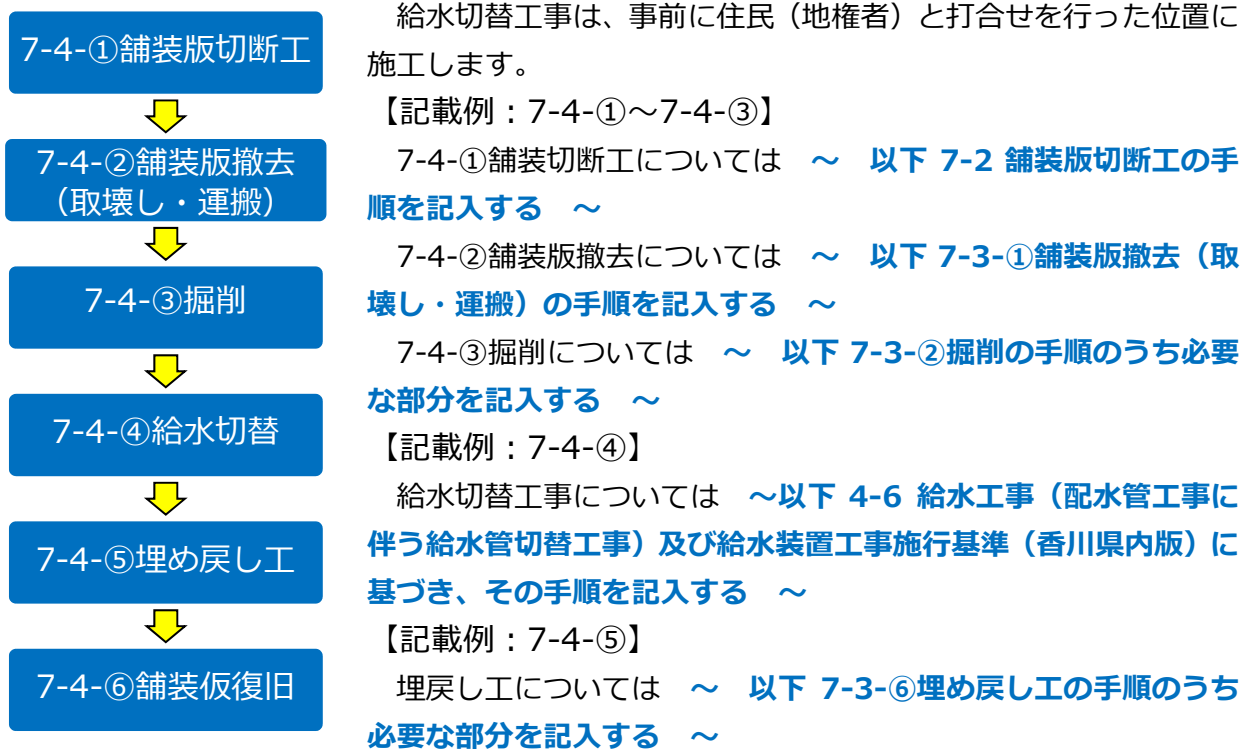 7-4-①舗装版切断工
7-4-②舗装版撤去
（取壊し・運搬）
7-4-③掘削
7-4-④給水切替
7-4-⑤埋め戻し工
7-4-⑥舗装仮復旧
給水切替工事は、事前に住民（地権者）と打合せを行った位置に
施工します。
【記載例：7-4-①～7-4-③】
7-4-①舗装切断工については　～　以下 7-2 舗装版切断工の手
順を記入する　～
7-4-②舗装版撤去については　～　以下 7-3-①舗装版撤去（取
壊し・運搬）の手順を記入する　～
7-4-③掘削については　～　以下 7-3-②掘削の手順のうち必要
な部分を記入する　～
【記載例：7-4-④】
給水切替工事については　～以下 4-6 給水工事（配水管工事に
伴う給水管切替工事）及び給水装置工事施行基準（香川県内版）に
基づき、その手順を記入する　～
【記載例：7-4-⑤】
埋戻し工については　～　以下 7-3-⑥埋め戻し工の手順のうち
必要な部分を記入する　～